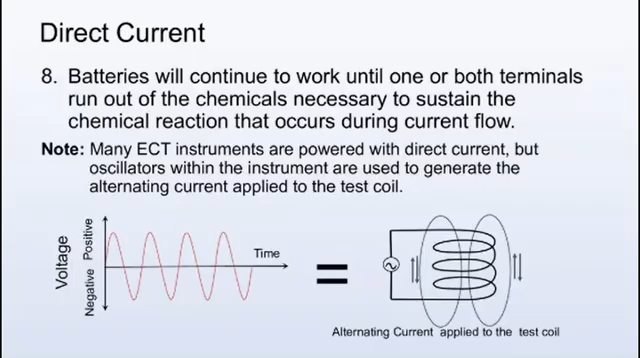 Direct Current
8. Batteries will continue to work until one or both terminals
run out of the chemicals necessary to sustain the
chemical reaction that occurs during current flow.
Note: Many ECT instruments are powered with direct current, but
oscillators within the instrument are used to generate the
alternating current applied to the test coil.
Voltage
Negative Positive
Time
=
Alternating Current applied to the test coil